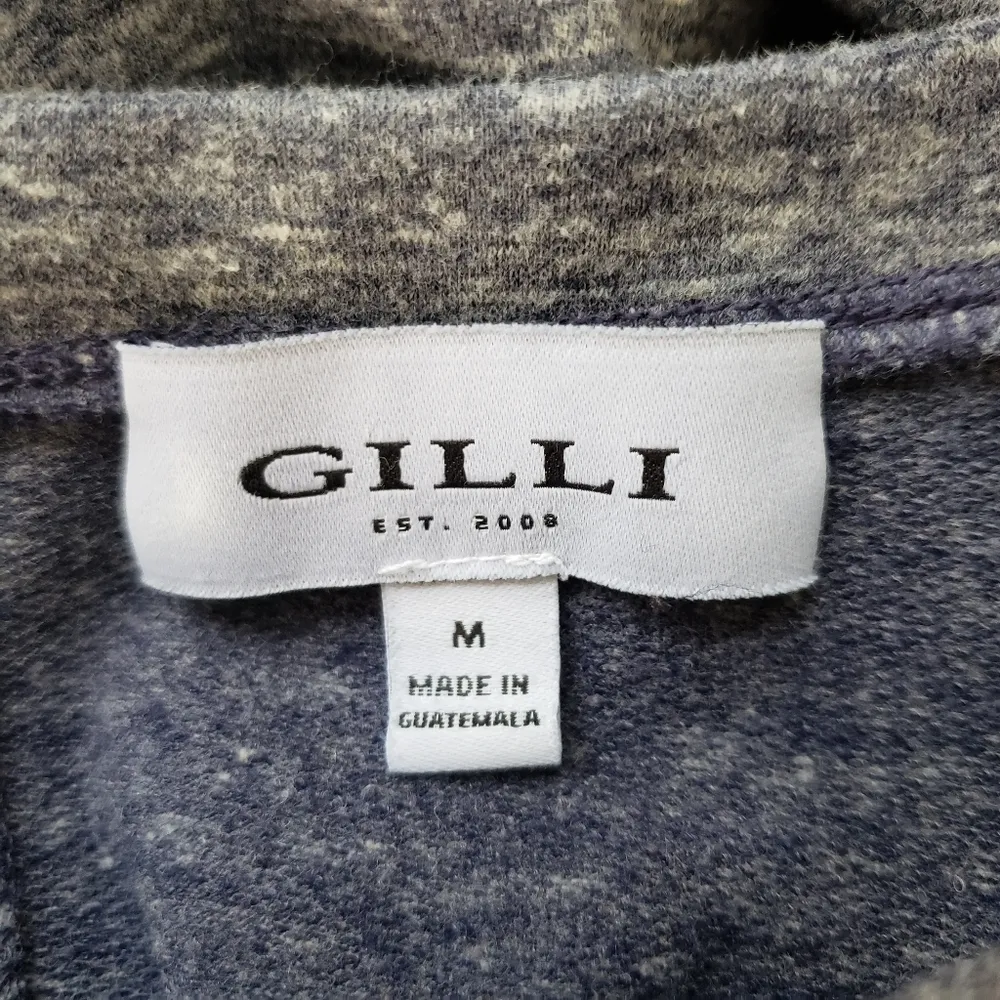 GILLI
EST. 2008
M
MADE IN
GUATEMALA